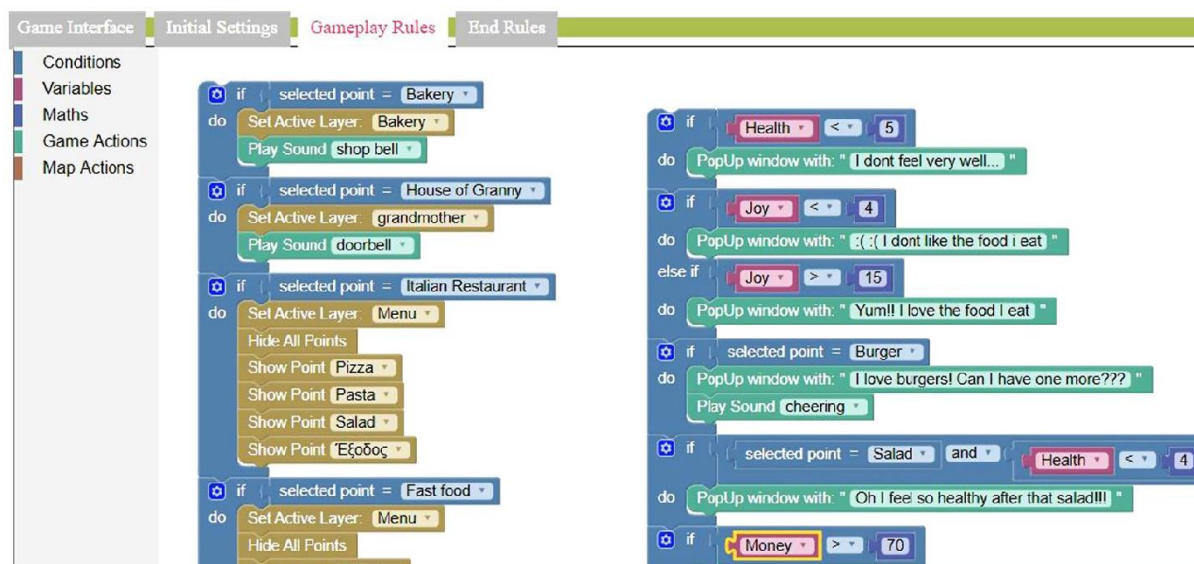 Game Interface Initial Settings Gameplay Rules End Rules
Conditions
Variables
Maths
Game Actions
Map Actions
if selected point = Bakery
do Set Active Layer: Bakery
Play Sound shop bell
if selected point = House of Granny
do Set Active Layer: grandmother
Play Sound doorbell
if selected point = Italian Restaurant
do Set Active Layer: Menu
Hide All Points
Show Point Pizza
Show Point Pasta
Show Point Salad
Show Point Έξοδος
if selected point = Fast food
do Set Active Layer: Menu
Hide All Points
if Health < 5
do PopUp window with: " I dont feel very well... "
if Joy < 4
do PopUp window with: " :( :( I dont like the food i eat "
else if Joy > 15
do PopUp window with: " Yum!! I love the food I eat "
if selected point = Burger
do PopUp window with: " I love burgers! Can I have one more??? "
Play Sound cheering
if selected point = Salad and Health < 4
do PopUp window with: " Oh I feel so healthy after that salad!!! "
if Money > 70